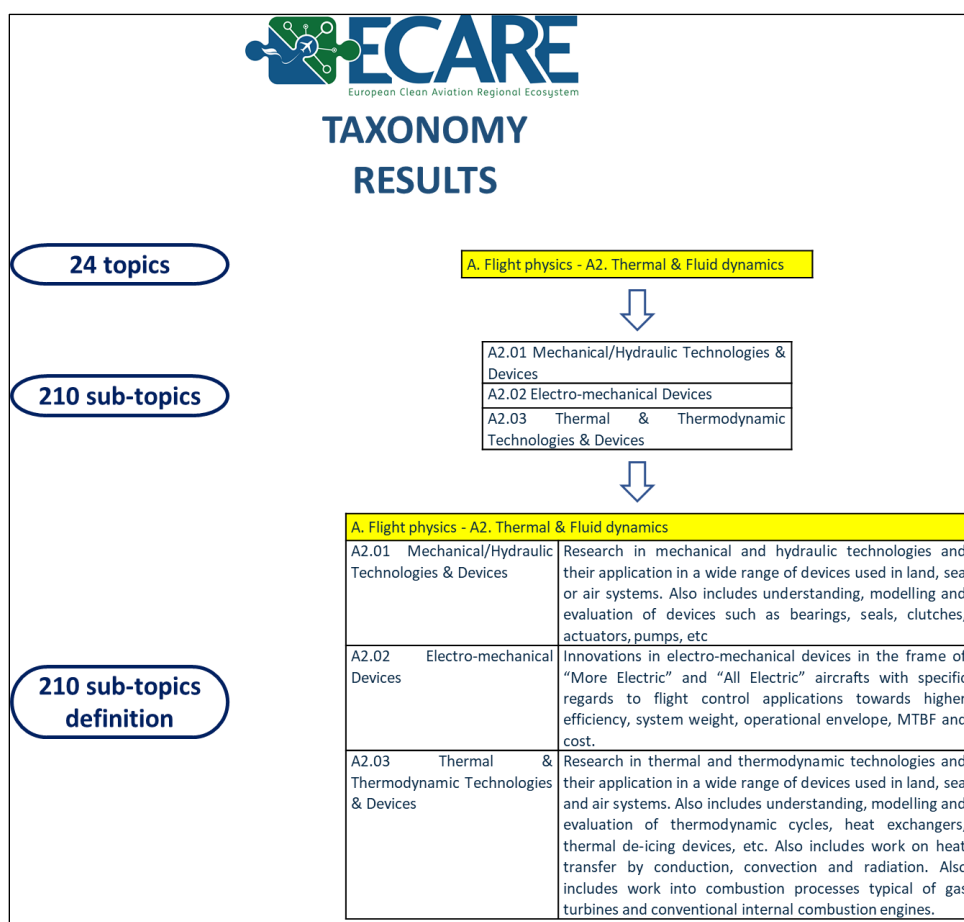 ECARE
European Clean Aviation Regional Ecosystem
TAXONOMY
RESULTS
24 topics
A. Flight physics - A2. Thermal & Fluid dynamics
210 sub-topics
A2.01 Mechanical/Hydraulic Technologies &
Devices
A2.02 Electro-mechanical Devices
A2.03 Thermal & Thermodynamic
Technologies & Devices
210 sub-topics
definition
A. Flight physics - A2. Thermal & Fluid dynamics
A2.01 Mechanical/Hydraulic
Technologies & Devices
Research in mechanical and hydraulic technologies and
their application in a wide range of devices used in land, sea
or air systems. Also includes understanding, modelling and
evaluation of devices such as bearings, seals, clutches,
actuators, pumps, etc
A2.02 Electro-mechanical
Devices
Innovations in electro-mechanical devices in the frame of
“More Electric” and “All Electric” aircrafts with specific
regards to flight control applications towards higher
efficiency, system weight, operational envelope, MTBF and
cost.
A2.03 Thermal &
Thermodynamic Technologies
& Devices
Research in thermal and thermodynamic technologies and
their application in a wide range of devices used in land, sea
and air systems. Also includes understanding, modelling and
evaluation of thermodynamic cycles, heat exchangers,
thermal de-icing devices, etc. Also includes work on heat
transfer by conduction, convection and radiation. Also
includes work into combustion processes typical of gas
turbines and conventional internal combustion engines.